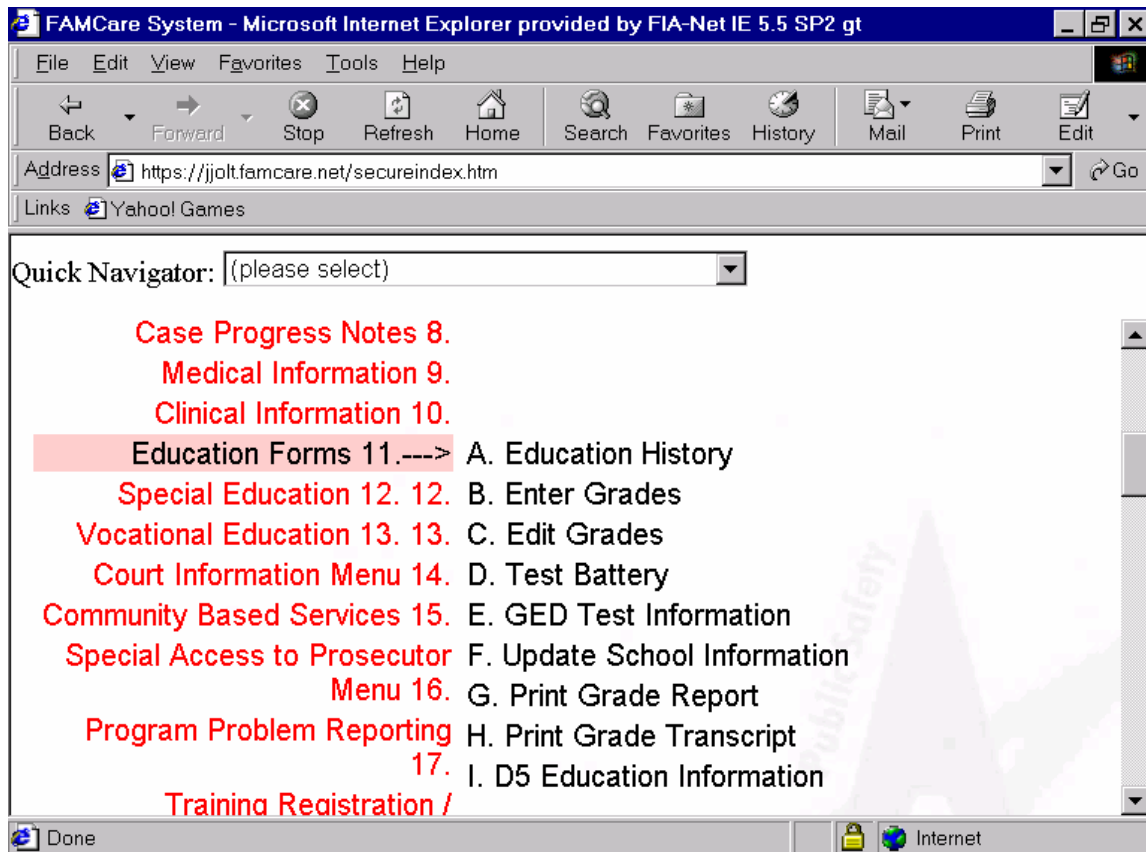 FAMCare System - Microsoft Internet Explorer provided by FIA-Net IE 5.5 SP2 gt
File Edit View Favorites Tools Help
Back Forward Stop Refresh Home Search Favorites History Mail Print Edit
Address https://jjolt.famcare.net/secureindex.htm Go
Links Yahoo! Games
Quick Navigator: (please select)
Case Progress Notes 8.
Medical Information 9.
Clinical Information 10.
Education Forms 11.---> A. Education History
Special Education 12. 12. B. Enter Grades
Vocational Education 13. 13. C. Edit Grades
Court Information Menu 14. D. Test Battery
Community Based Services 15. E. GED Test Information
Special Access to Prosecutor F. Update School Information
Menu 16. G. Print Grade Report
Program Problem Reporting H. Print Grade Transcript
17. I. D5 Education Information
Training Registration /
Public Safety
Done Internet